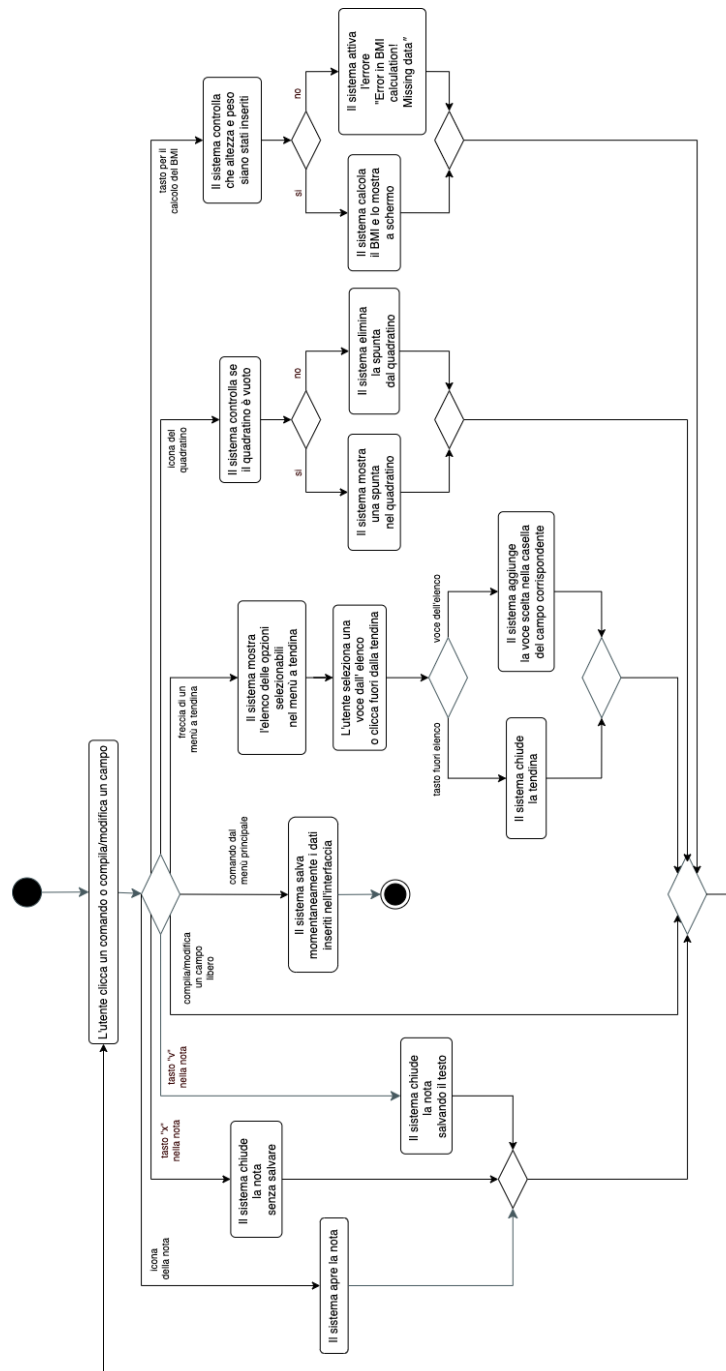 L'utente clicca un comando o compila/modifica un campo
icona
della nota
Il sistema apre la nota
tasto "x"
nella nota
Il sistema chiude
la nota
senza salvare
tasto "v"
nella nota
Il sistema chiude
la nota
salvando il testo
compila/modifica
un campo
libero
comando dal
menù principale
Il sistema salva
momentaneamente i dati
inseriti nell'interfaccia
freccia di un
menù a tendina
Il sistema mostra
l'elenco delle opzioni
selezionabili
nel menù a tendina
L'utente seleziona una
voce dall' elenco
o clicca fuori dalla tendina
tasto fuori elenco
Il sistema chiude
la tendina
voce dell'elenco
Il sistema aggiunge
la voce scelta nella casella
del campo corrispondente
icona del
quadratino
Il sistema controlla se
il quadratino è vuoto
si
Il sistema mostra
una spunta
nel quadratino
no
Il sistema elimina
la spunta
dal quadratino
tasto per il
calcolo del BMI
Il sistema controlla
che altezza e peso
siano stati inseriti
si
Il sistema calcola
il BMI e lo mostra
a schermo
no
Il sistema attiva
l'errore
"Error in BMI
calculation!
Missing data"